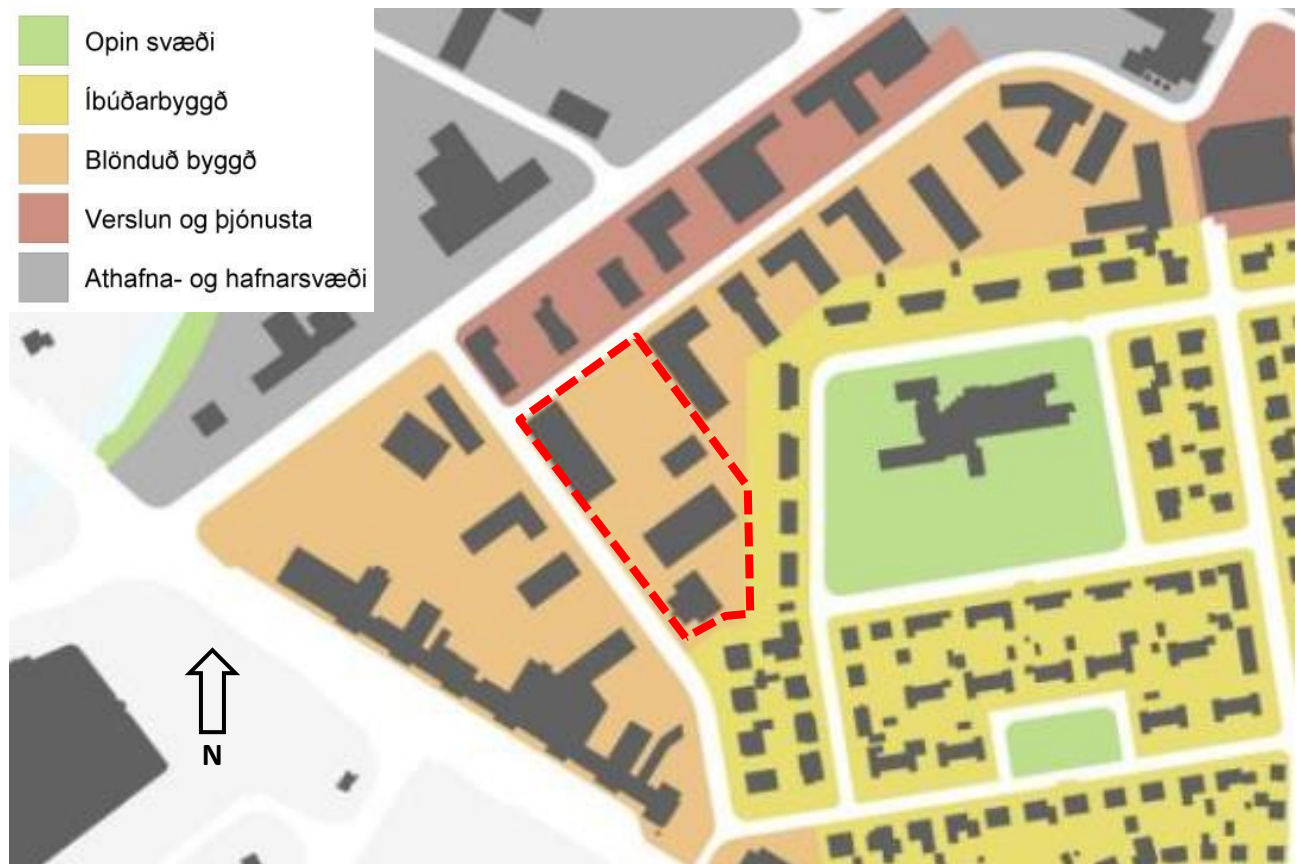 Opin svæði
Íbúðarbyggð
Blönduð byggð
Verslun og þjónusta
Athafna- og hafnarsvæði
N